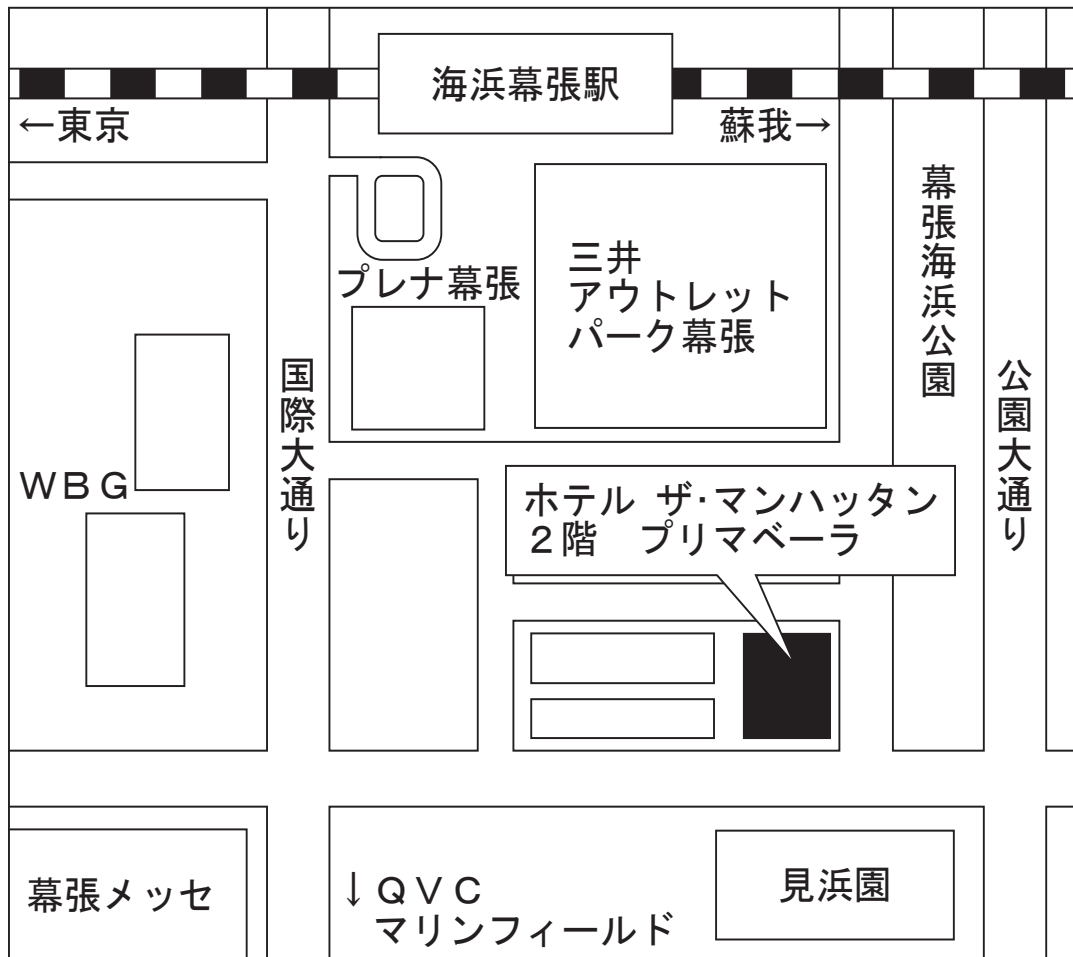 海浜幕張駅
←東京
蘇我→
幕張海浜公園
三井
アウトレット
パーク幕張
プレナ幕張
国際大通り
公園大通り
WBG
ホテル ザ・マンハッタン
2階　プリマベーラ
幕張メッセ
↓QVC
マリンフィールド
見浜園